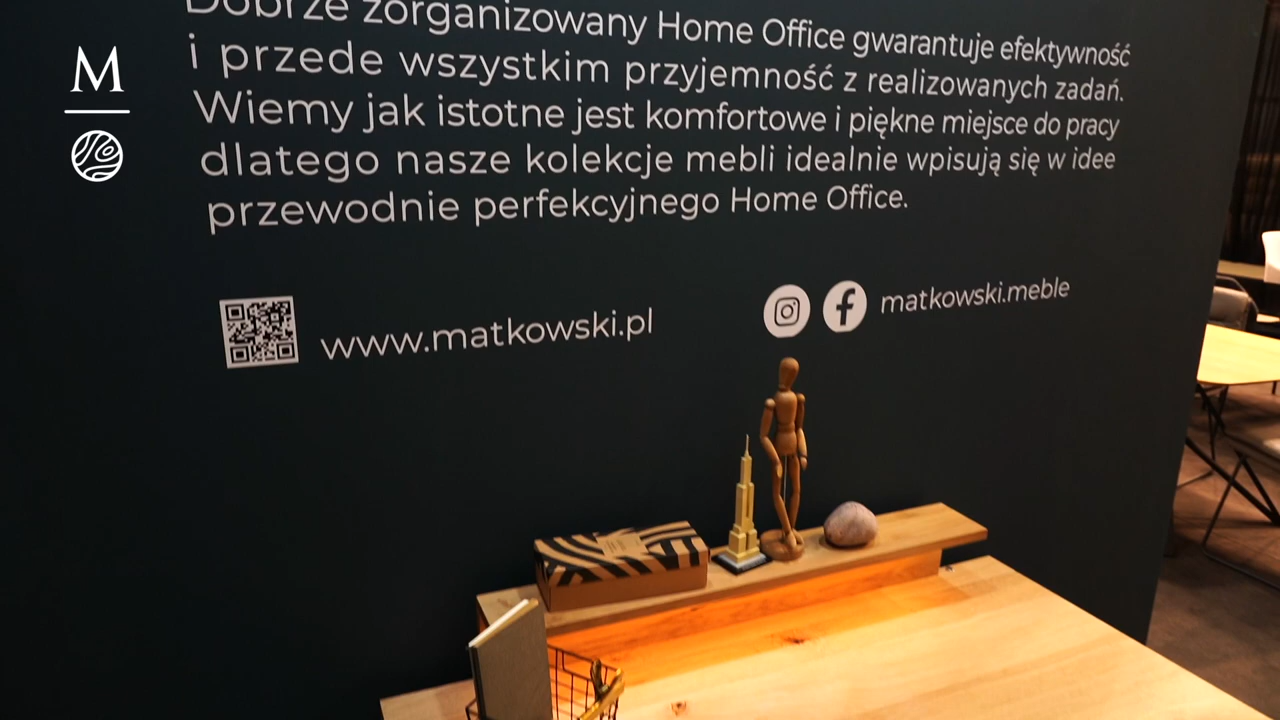 Dobrze zorganizowany Home Office gwarantuje efektywność
i przede wszystkim przyjemność z realizowanych zadań.
Wiemy jak istotne jest komfortowe i piękne miejsce do pracy
dlatego nasze kolekcje mebli idealnie wpisują się w idee
przewodnie perfekcyjnego Home Office.
www.matkowski.pl
matkowski.meble
M